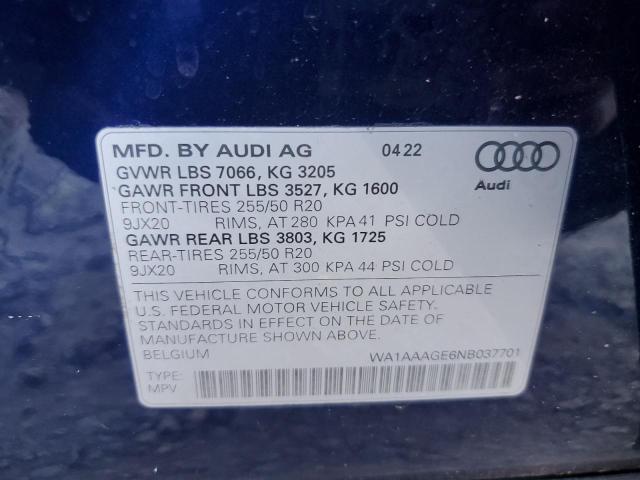 MFD. BY AUDI AG 04 22
GVWR LBS 7066, KG 3205
GAWR FRONT LBS 3527, KG 1600
FRONT-TIRES 255/50 R20
9JX20 RIMS, AT 280 KPA 41 PSI COLD
GAWR REAR LBS 3803, KG 1725
REAR-TIRES 255/50 R20
9JX20 RIMS, AT 300 KPA 44 PSI COLD
Audi
THIS VEHICLE CONFORMS TO ALL APPLICABLE
U.S. FEDERAL MOTOR VEHICLE SAFETY.
STANDARDS IN EFFECT ON THE DATE OF
MANUFACTURE SHOWN ABOVE.
BELGIUM WA1AAAGE6NB037701
TYPE:
MPV